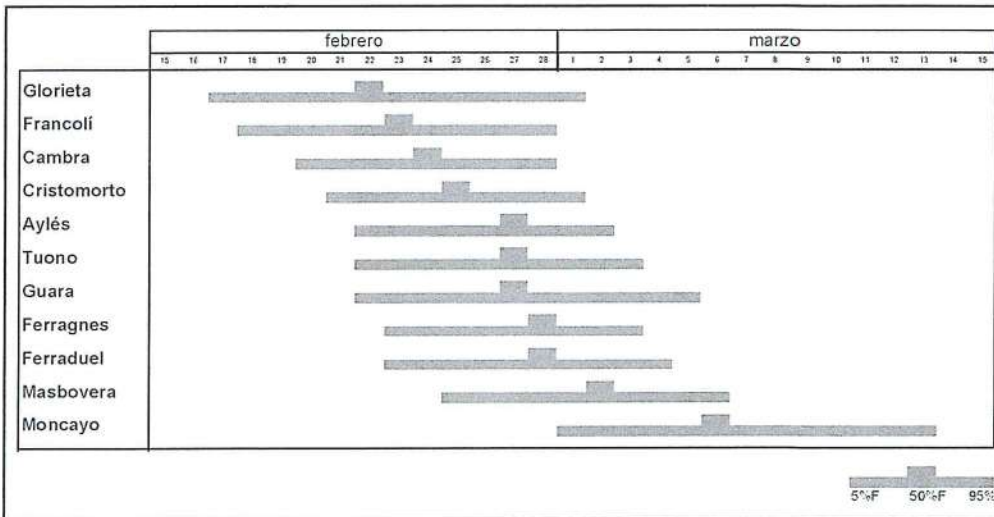 febrero marzo
15 16 17 18 19 20 21 22 23 24 25 26 27 28 1 2 3 4 5 6 7 8 9 10 11 12 13 14 15
Glorieta
Francolí
Cambra
Cristomorto
Aylés
Tuono
Guara
Ferragnes
Ferraduel
Masbovera
Moncayo
5%F 50%F 95%